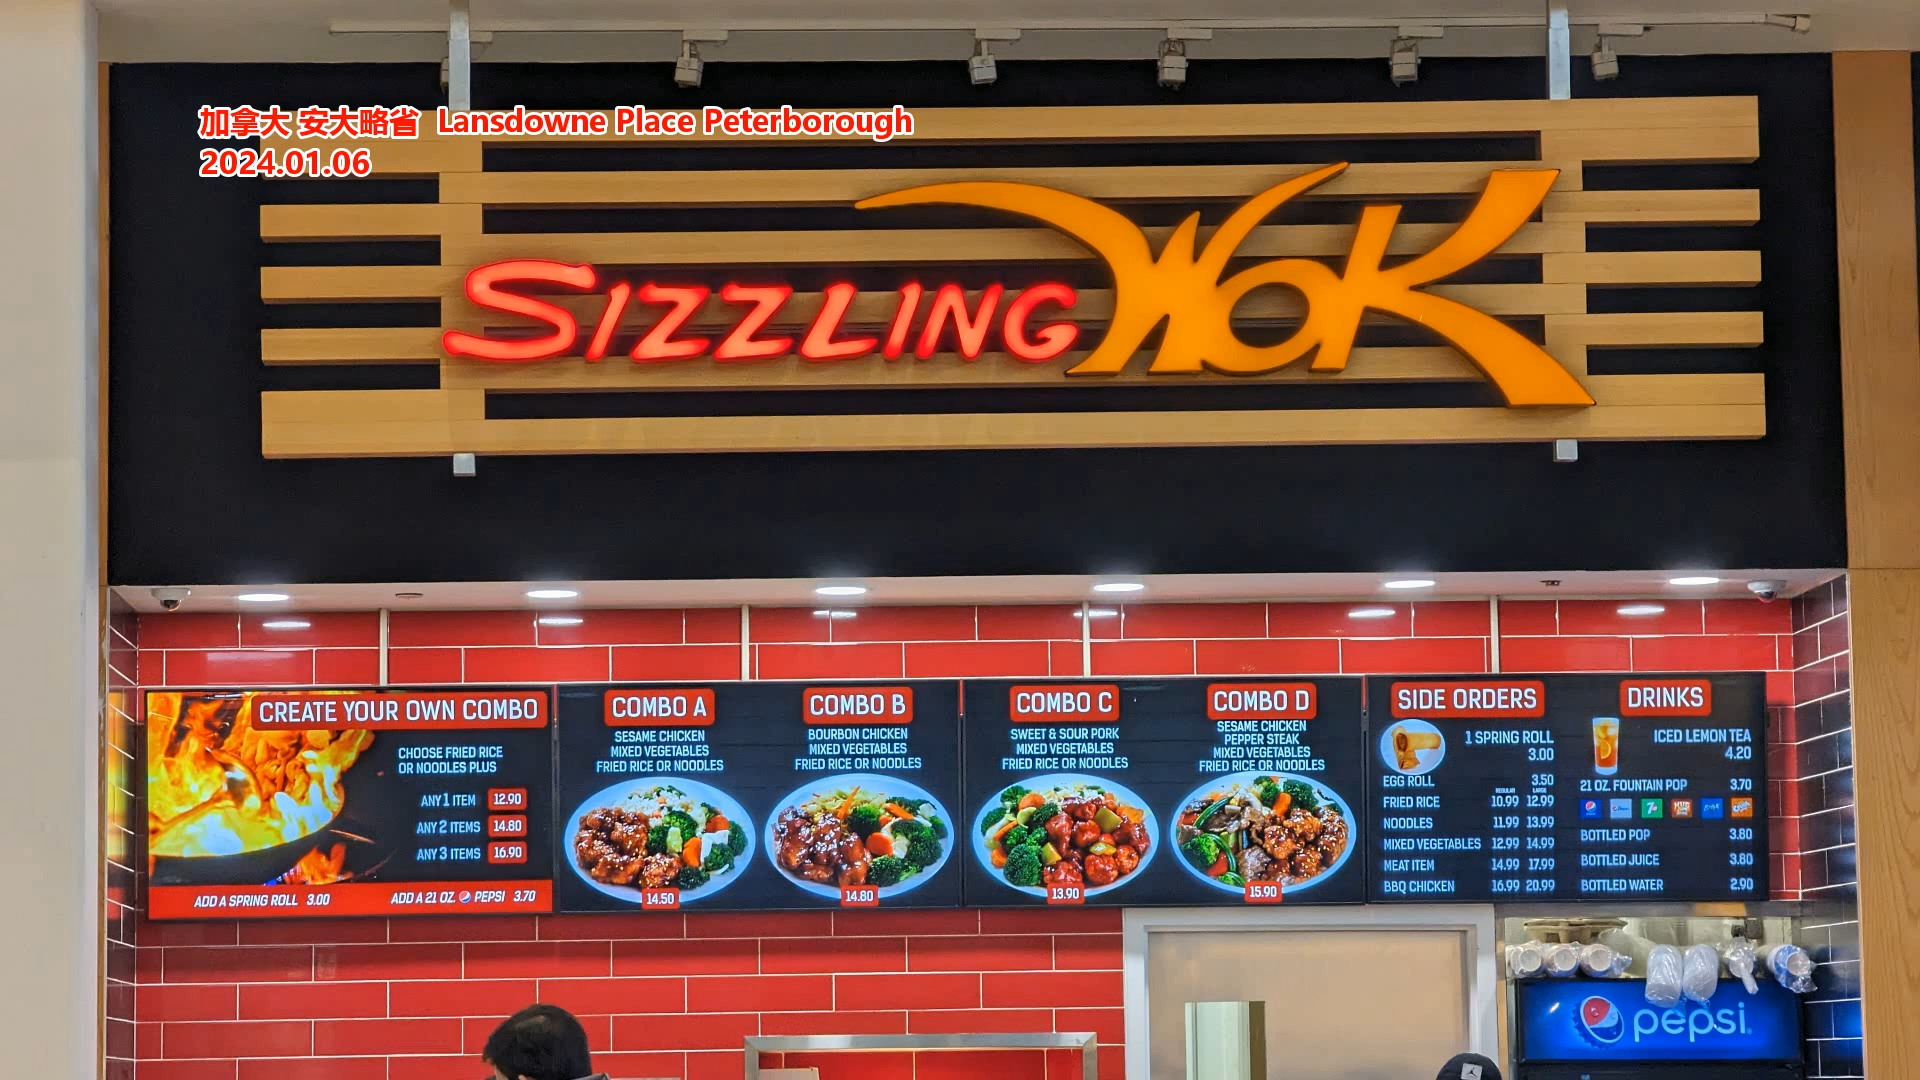 加拿大 安大略省 Lansdowne Place Peterborough
2024.01.06
SIZZLING WOK
CREATE YOUR OWN COMBO
CHOOSE FRIED RICE
OR NOODLES PLUS
ANY 1 ITEM 12.90
ANY 2 ITEMS 14.80
ANY 3 ITEMS 16.90
ADD A SPRING ROLL 3.00
ADD A 21 OZ. PEPSI 3.70
COMBO A
SESAME CHICKEN
MIXED VEGETABLES
FRIED RICE OR NOODLES
14.50
COMBO B
BOURBON CHICKEN
MIXED VEGETABLES
FRIED RICE OR NOODLES
14.80
COMBO C
SWEET & SOUR PORK
MIXED VEGETABLES
FRIED RICE OR NOODLES
13.90
COMBO D
SESAME CHICKEN
PEPPER STEAK
MIXED VEGETABLES
FRIED RICE OR NOODLES
15.90
SIDE ORDERS
1 SPRING ROLL
3.00
EGG ROLL 3.50
REGULAR LARGE
FRIED RICE 10.99 12.99
NOODLES 11.99 13.99
MIXED VEGETABLES 12.99 14.99
MEAT ITEM 14.99 17.99
BBQ CHICKEN 16.99 20.99
DRINKS
ICED LEMON TEA
4.20
21 OZ. FOUNTAIN POP 3.70
BOTTLED POP 3.80
BOTTLED JUICE 3.80
BOTTLED WATER 2.90
pepsi